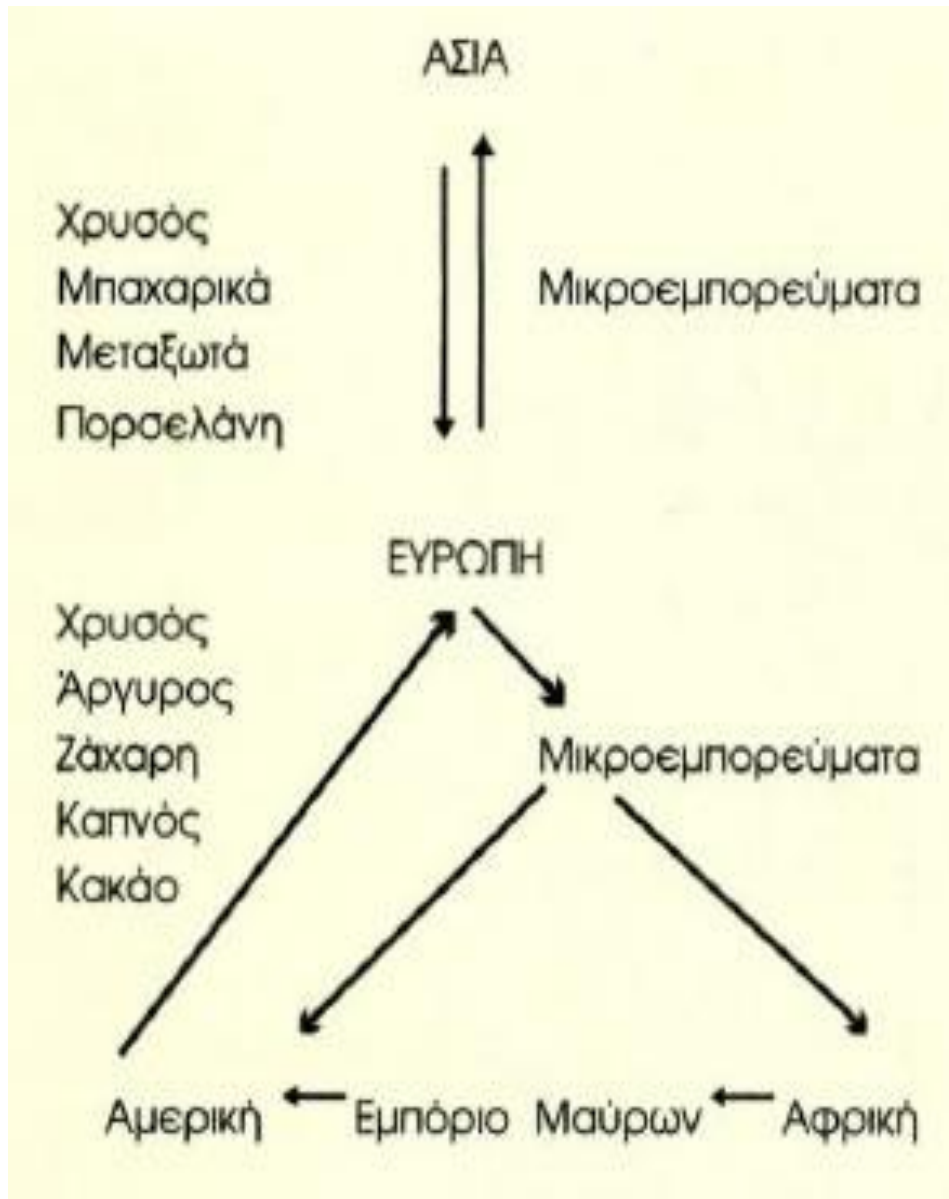 ΑΣΙΑ
Χρυσός
Μπαχαρικά
Μικροεμπορεύματα
Μεταξωτά
Πορσελάνη
ΕΥΡΩΠΗ
Χρυσός
Άργυρος
Ζάχαρη
Μικροεμπορεύματα
Καπνός
Κακάο
Αμερική Εμπόριο Μαύρων Αφρική